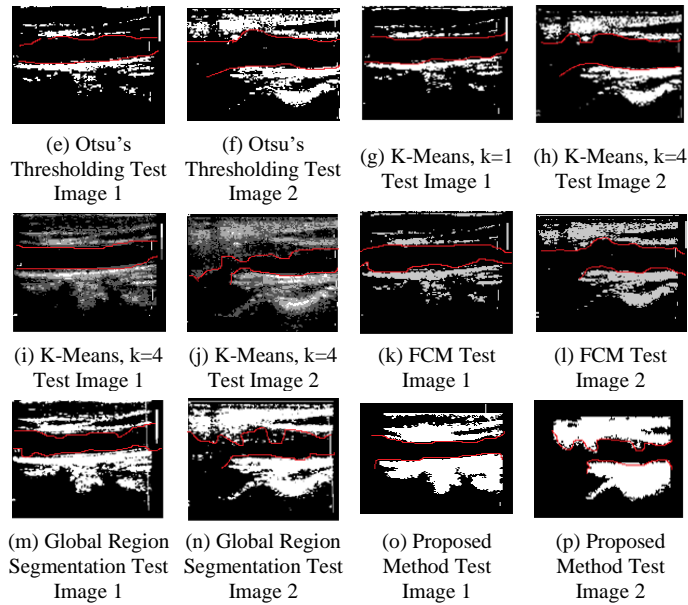 (e) Otsu's
Thresholding Test
Image 1
(f) Otsu's
Thresholding Test
Image 2
(g) K-Means, k=1
Test Image 1
(h) K-Means, k=4
Test Image 2
(i) K-Means, k=4
Test Image 1
(j) K-Means, k=4
Test Image 2
(k) FCM Test
Image 1
(l) FCM Test
Image 2
(m) Global Region
Segmentation Test
Image 1
(n) Global Region
Segmentation Test
Image 2
(o) Proposed
Method Test
Image 1
(p) Proposed
Method Test
Image 2